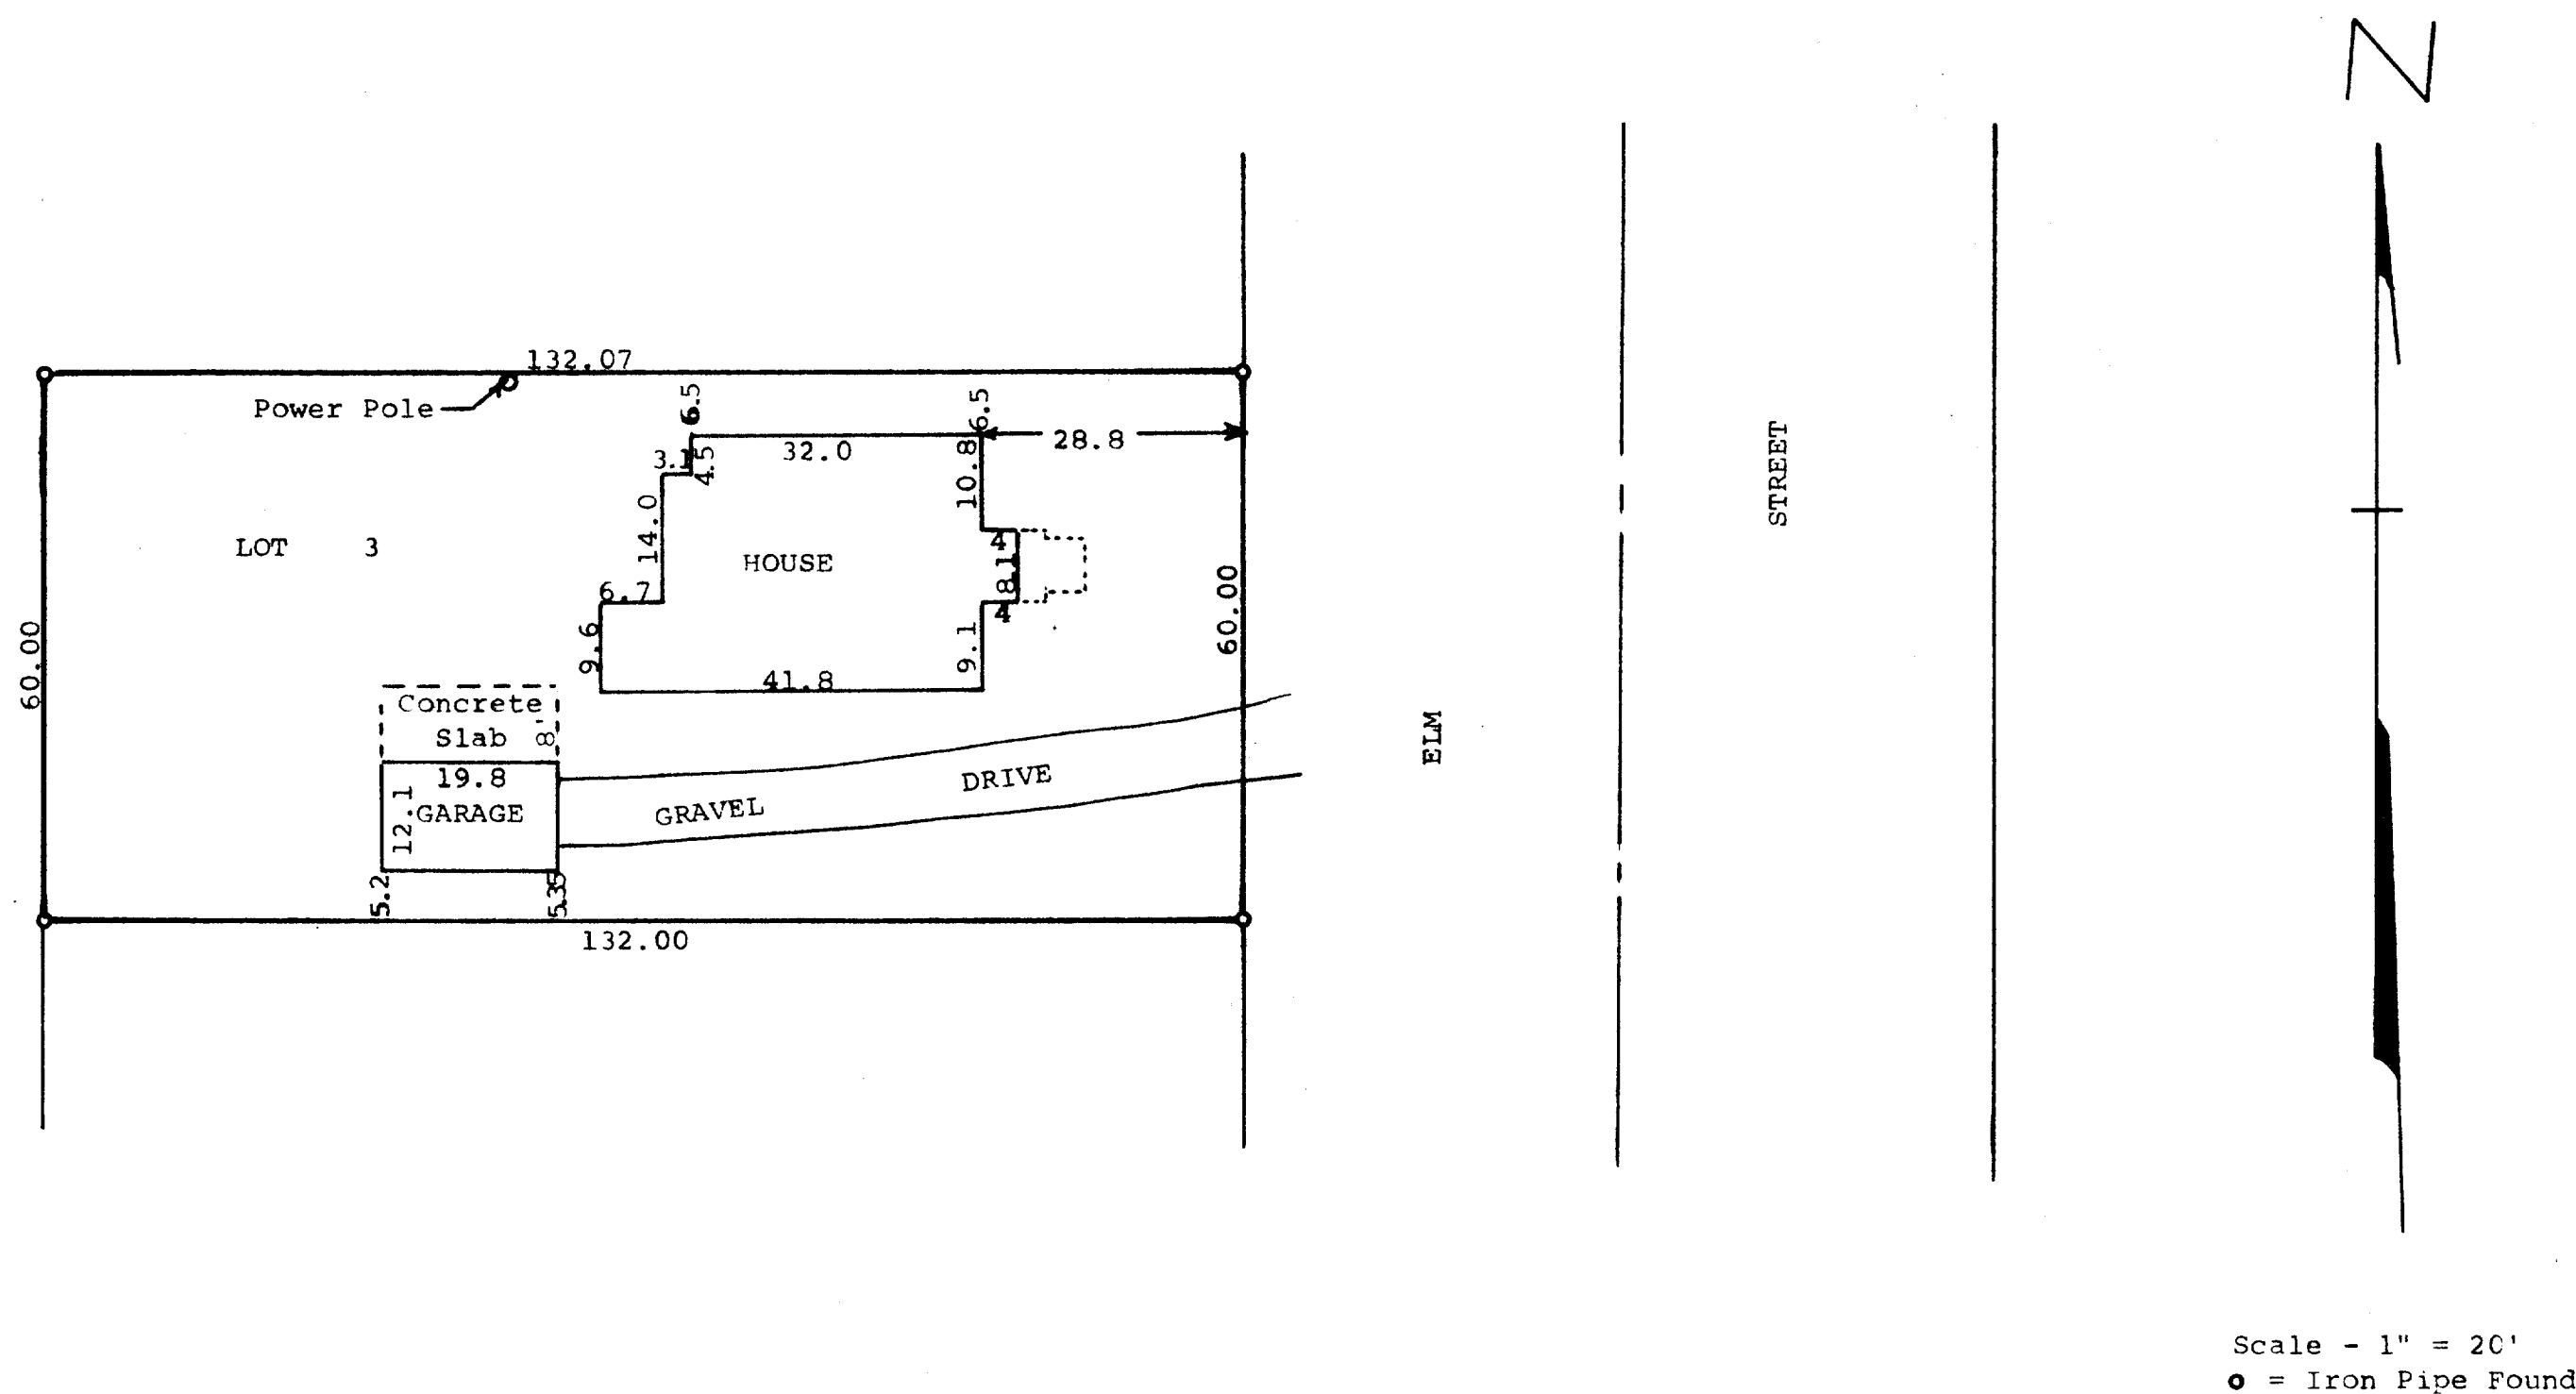 N
132.07
Power Pole
6.5
6.5
28.8
32.0
3.1
4.5
10.8
14.0
LOT 3
HOUSE
4
8.1
4
6.7
9.6
9.1
41.8
60.00
60.00
STREET
ELM
Concrete
Slab 8'
19.8
12.1
GARAGE
GRAVEL DRIVE
5.2
132.00
Scale - 1" = 20'
o = Iron Pipe Found